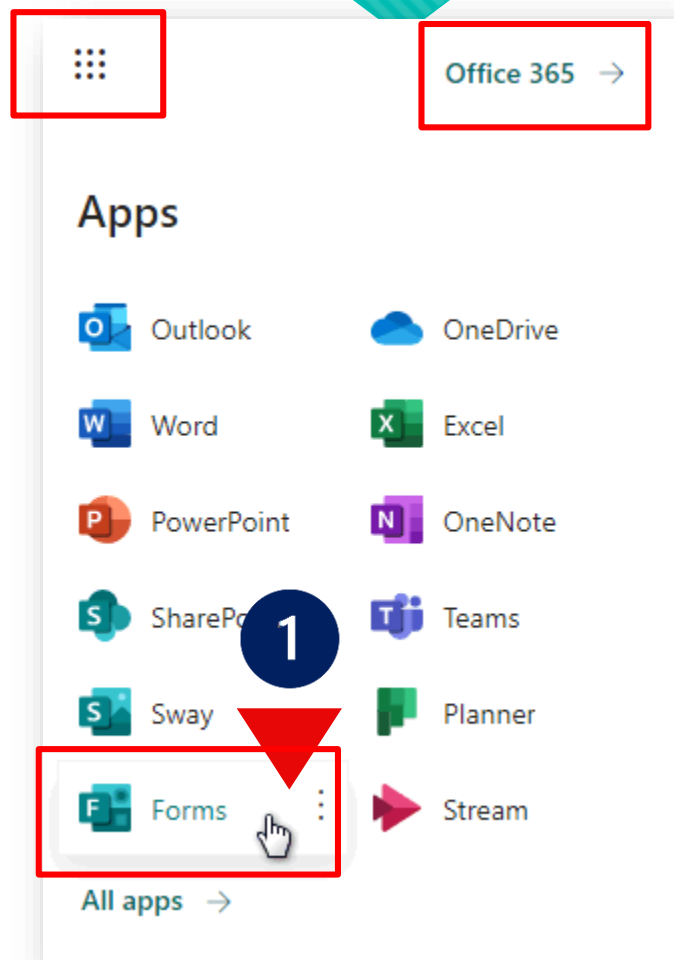 Office 365
Apps
Outlook OneDrive
Word Excel
PowerPoint OneNote
Teams
1
Sway Planner
Forms Stream
All apps